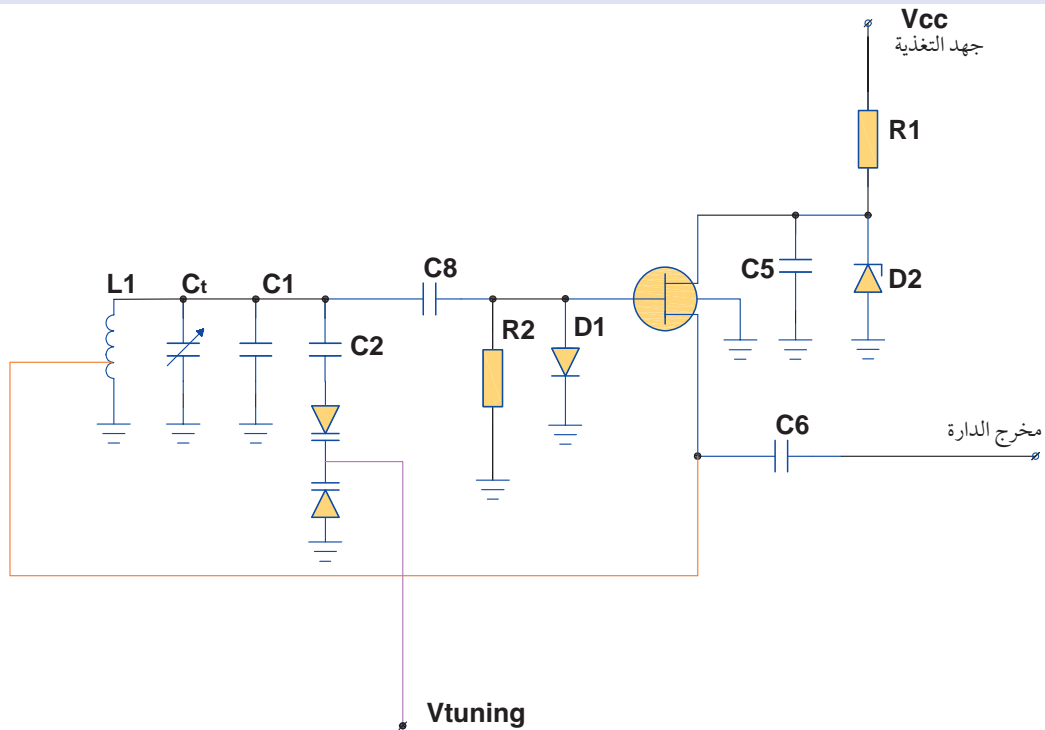 Vcc
جهد التغذية
R1
C8
C5
D2
L1
Ct
C1
R2
D1
C2
C6
مخرج الدارة
Vtuning